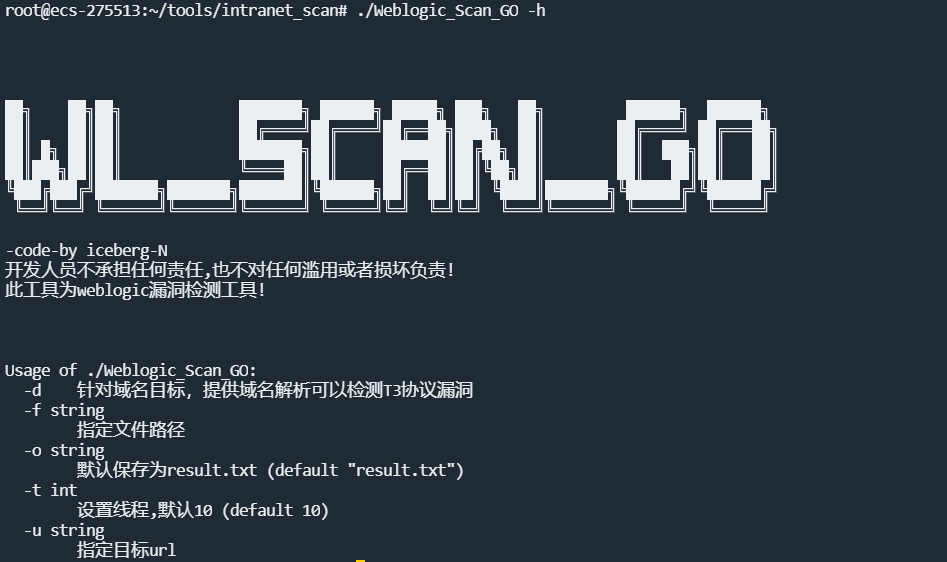 root@ecs-275513:~/tools/intranet_scan# ./Weblogic_Scan_GO -h
WL_SCAN_GO
-code-by iceberg-N
开发人员不承担任何责任,也不对任何滥用或者损坏负责!
此工具为weblogic漏洞检测工具!
Usage of ./Weblogic_Scan_GO:
-d 针对域名目标, 提供域名解析可以检测T3协议漏洞
-f string
指定文件路径
-o string
默认保存为result.txt (default "result.txt")
-t int
设置线程,默认10 (default 10)
-u string
指定目标url